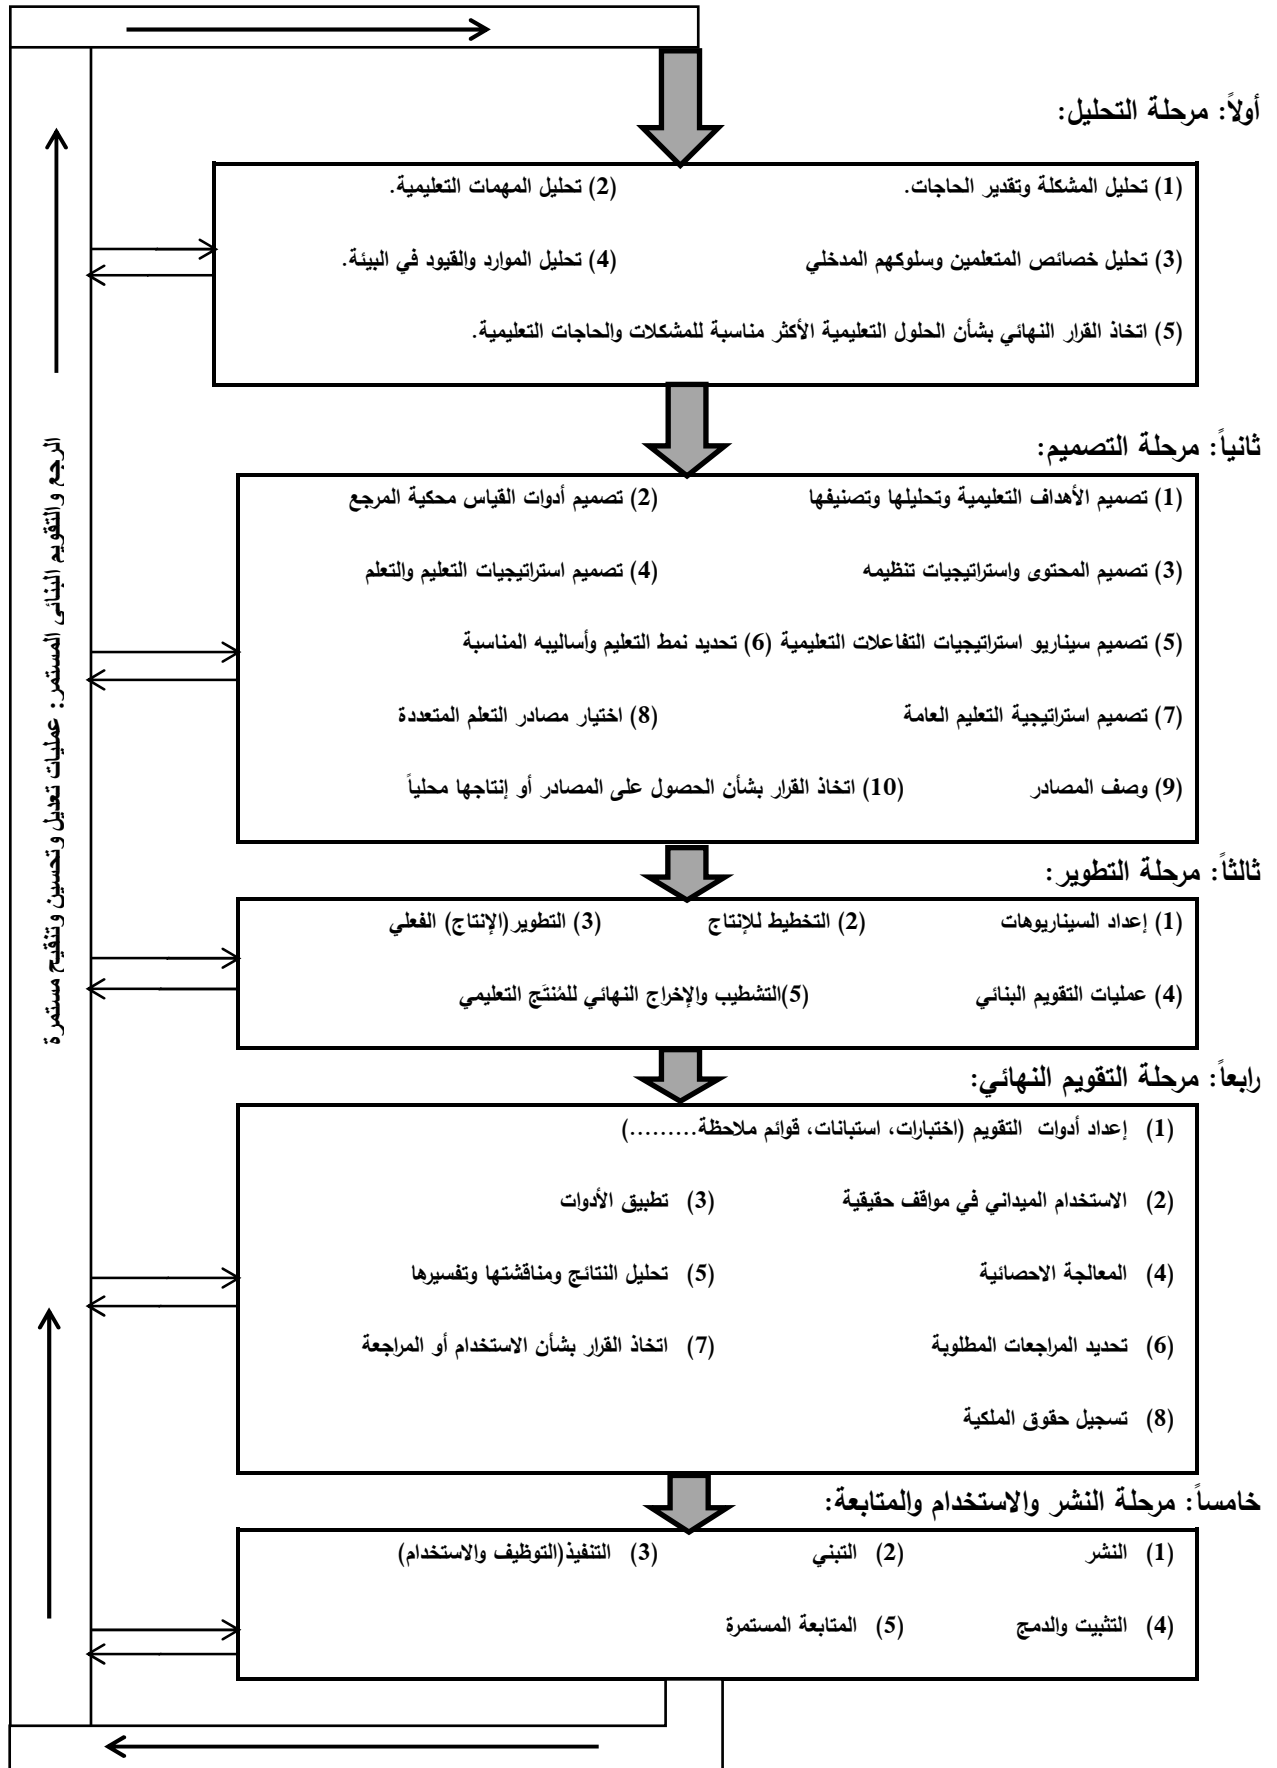 أولاً: مرحلة التحليل:
(1) تحليل المشكلة وتقدير الحاجات. (2) تحليل المهمات التعليمية.
(3) تحليل خصائص المتعلمين وسلوكهم المدخلي (4) تحليل الموارد والقيود في البيئة.
(5) اتخاذ القرار النهائي بشأن الحلول التعليمية الأكثر مناسبة للمشكلات والحاجات التعليمية.
ثانياً: مرحلة التصميم:
(1) تصميم الأهداف التعليمية وتحليلها وتصنيفها (2) تصميم أدوات القياس محكية المرجع
(3) تصميم المحتوى واستراتيجيات تنظيمه (4) تصميم استراتيجيات التعليم والتعلم
(5) تصميم سيناريو استراتيجيات التفاعلات التعليمية (6) تحديد نمط التعليم وأساليبه المناسبة
(7) تصميم استراتيجية التعليم العامة (8) اختيار مصادر التعلم المتعددة
(9) وصف المصادر (10) اتخاذ القرار بشأن الحصول على المصادر أو إنتاجها محلياً
ثالثاً: مرحلة التطوير:
(1) إعداد السيناريوهات (2) التخطيط للإنتاج (3) التطوير(الإنتاج) الفعلي
(4) عمليات التقويم البنائي (5)التشطيب والإخراج النهائي للمُنتَج التعليمي
رابعاً: مرحلة التقويم النهائي:
(1) إعداد أدوات التقويم (اختبارات، استبانات، قوائم ملاحظة.........)
(2) الاستخدام الميداني في مواقف حقيقية (3) تطبيق الأدوات
(4) المعالجة الاحصائية (5) تحليل النتائج ومناقشتها وتفسيرها
(6) تحديد المراجعات المطلوبة (7) اتخاذ القرار بشأن الاستخدام أو المراجعة
(8) تسجيل حقوق الملكية
خامساً: مرحلة النشر والاستخدام والمتابعة:
(1) النشر (2) التبني (3) التنفيذ(التوظيف والاستخدام)
(4) التثبيت والدمج (5) المتابعة المستمرة
الرجع والتقويم البنائى المستمر: عمليات تعديل وتحسين وتنقيح مستمرة